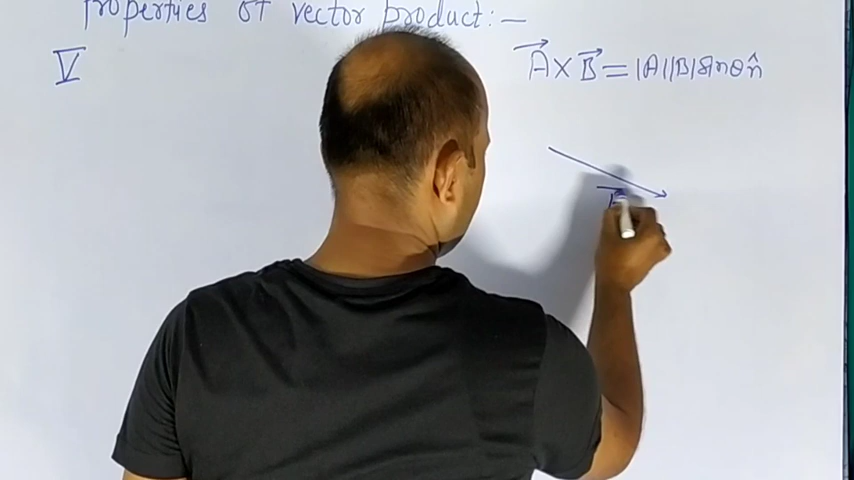 Properties of vector product:—
V
A⃗ × B⃗ = |A||B| sinθ n̂